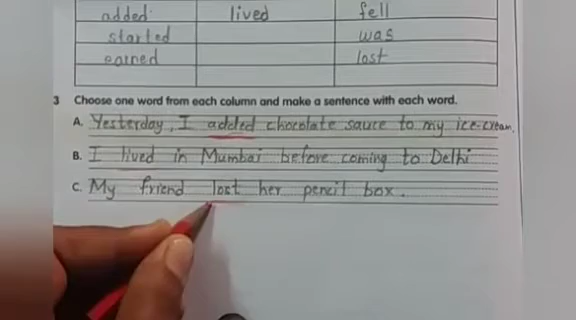 added lived fell
started was
earned lost
3 Choose one word from each column and make a sentence with each word.
A. Yesterday, I added chocolate sauce to my ice-cream.
B. I lived in Mumbai before coming to Delhi
C. My friend lost her pencil box.